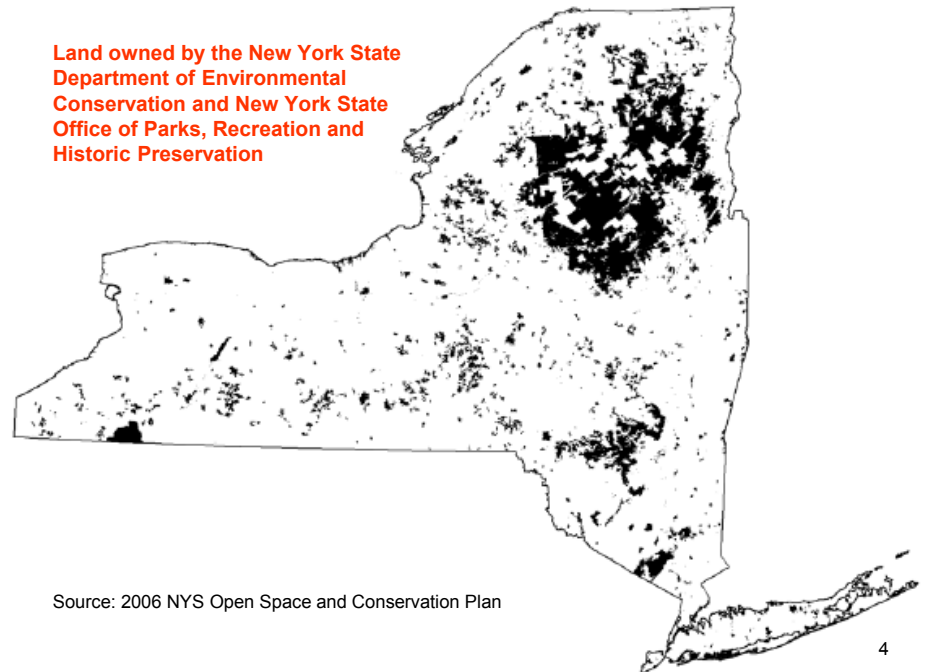 Land owned by the New York State
Department of Environmental
Conservation and New York State
Office of Parks, Recreation and
Historic Preservation
Source: 2006 NYS Open Space and Conservation Plan
4